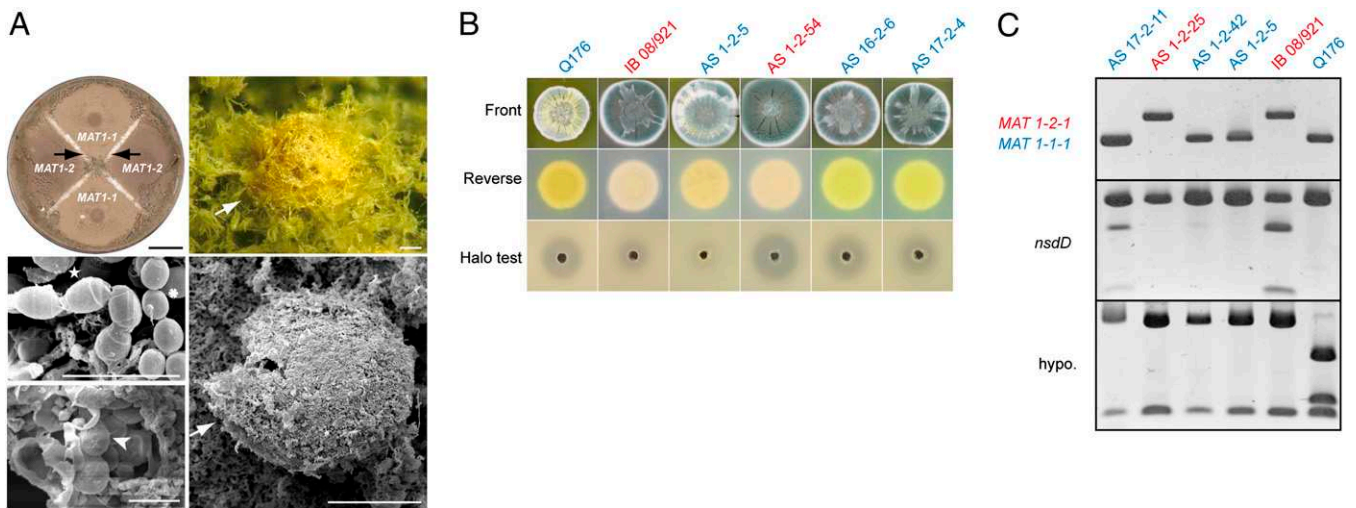 A
MAT1-1
MAT1-2
MAT1-2
MAT1-1
B
Q176
IB 08/921
AS 1-2-5
AS 1-2-54
AS 16-2-6
AS 17-2-4
Front
Reverse
Halo test
C
AS 17-2-11
AS 1-2-25
AS 1-2-42
AS 1-2-5
IB 08/921
Q176
MAT 1-2-1
MAT 1-1-1
nsdD
hypo.